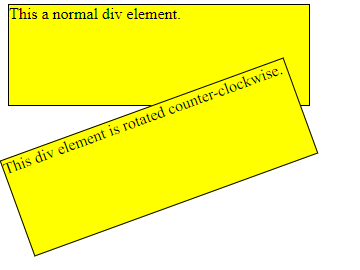 This a normal div element.
This div element is rotated counter-clockwise.